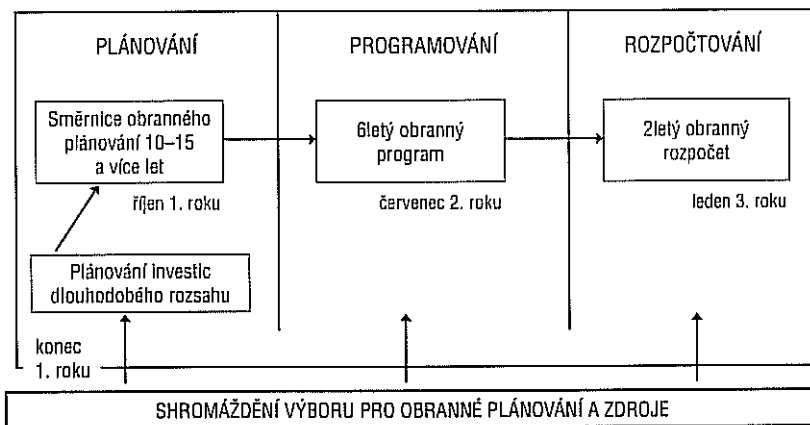 PLÁNOVÁNÍ
PROGRAMOVÁNÍ
ROZPOČTOVÁNÍ
Směrnice obranného
plánování 10–15
a více let
6letý obranný
program
2letý obranný
rozpočet
říjen 1. roku
červenec 2. roku
leden 3. roku
Plánování investic
dlouhodobého rozsahu
konec
1. roku
SHROMÁŽDĚNÍ VÝBORU PRO OBRANNÉ PLÁNOVÁNÍ A ZDROJE